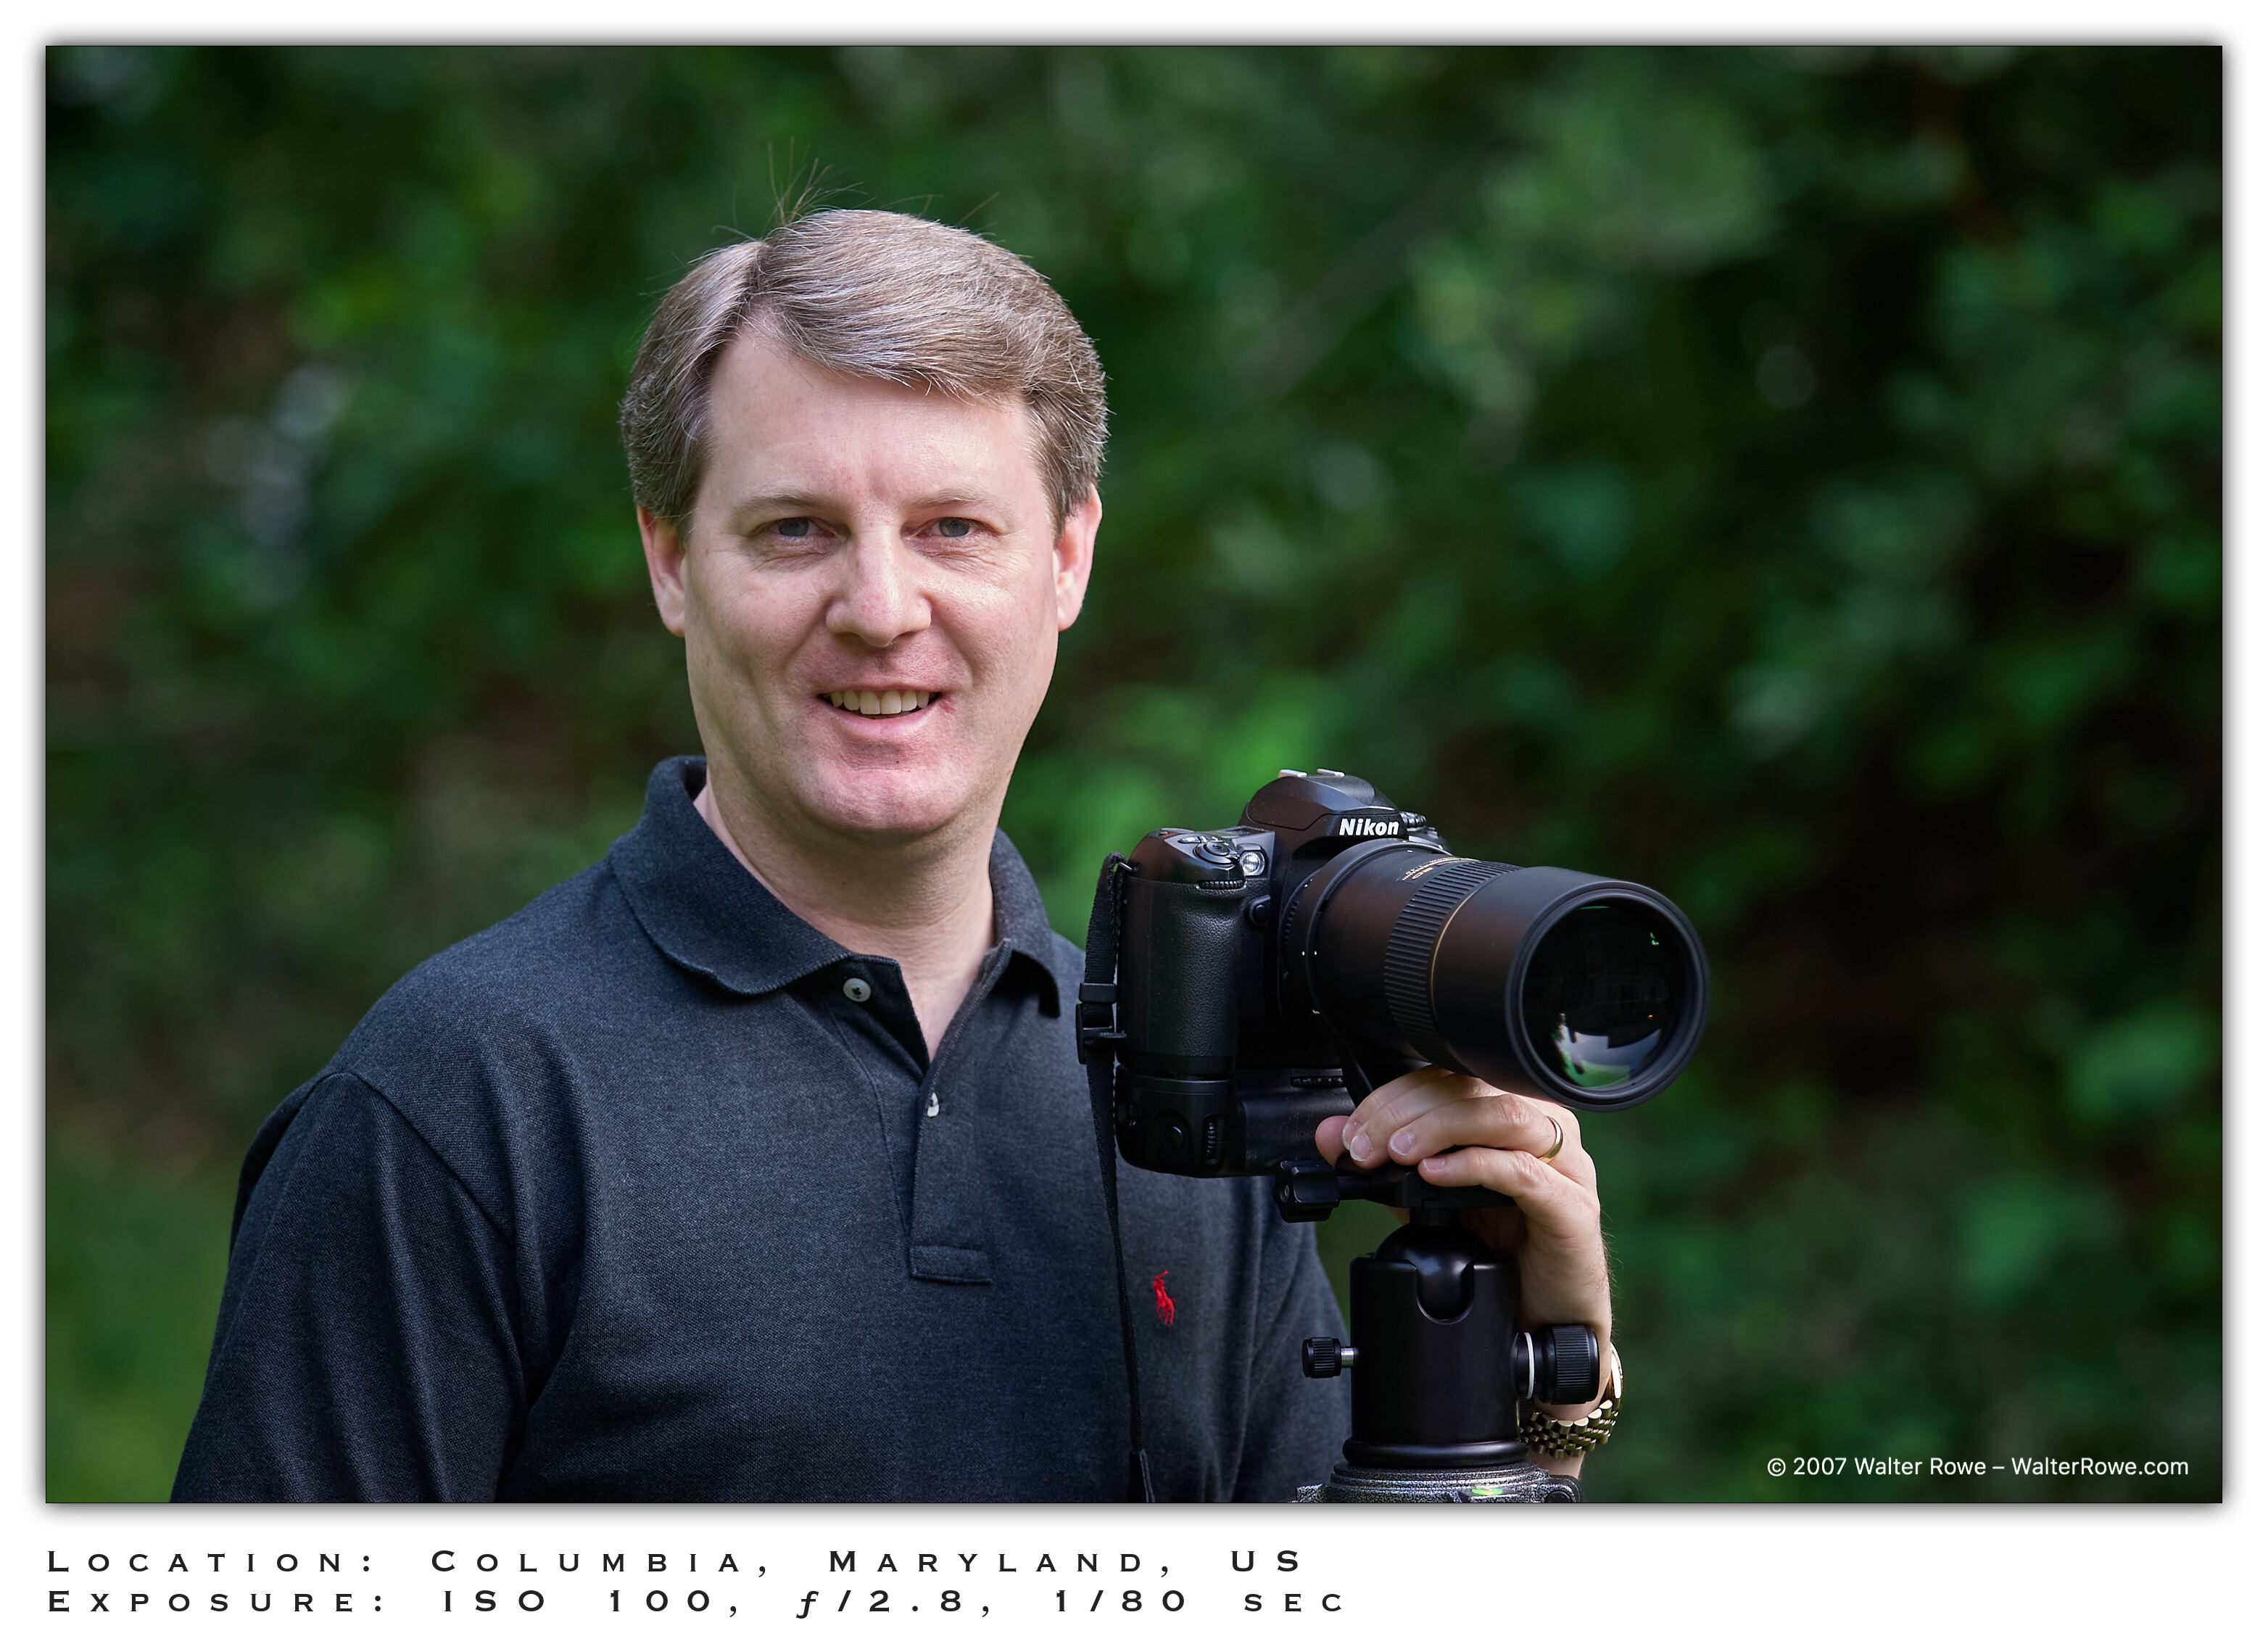 Nikon
© 2007 Walter Rowe – WalterRowe.com
Location: Columbia, Maryland, US
Exposure: ISO 100, ƒ/2.8, 1/80 sec